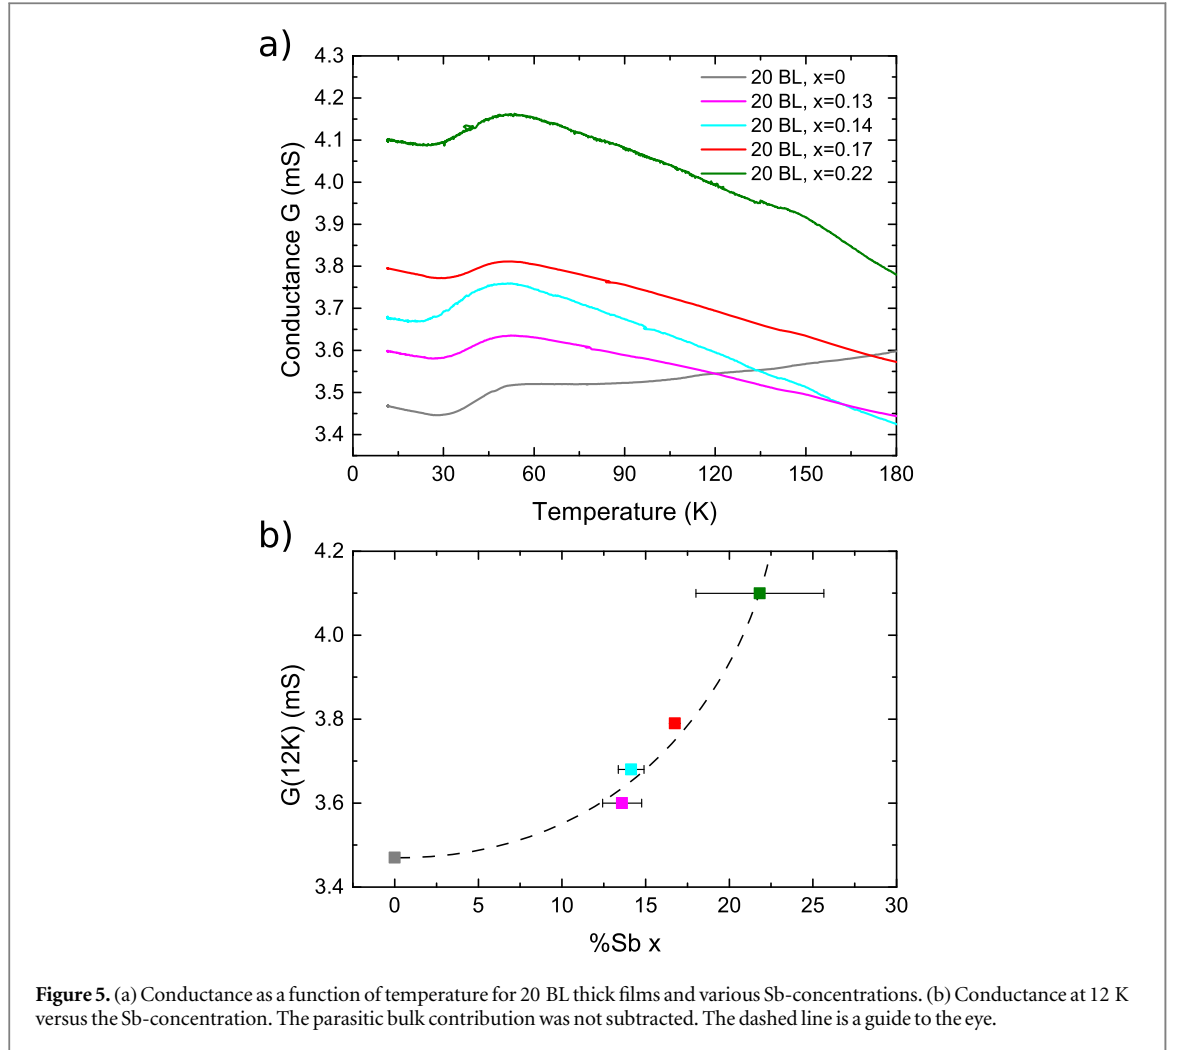 a)
4.3
4.2
4.1
4.0
3.9
3.8
3.7
3.6
3.5
3.4
Conductance G (mS)
20 BL, x=0
20 BL, x=0.13
20 BL, x=0.14
20 BL, x=0.17
20 BL, x=0.22
0 30 60 90 120 150 180
Temperature (K)
b)
4.2
4.0
3.8
3.6
3.4
G(12K) (mS)
0 5 10 15 20 25 30
%Sb x
Figure 5. (a) Conductance as a function of temperature for 20 BL thick films and various Sb-concentrations. (b) Conductance at 12 K
versus the Sb-concentration. The parasitic bulk contribution was not subtracted. The dashed line is a guide to the eye.